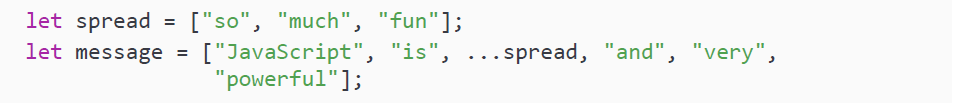 let spread = ["so", "much", "fun"];
let message = ["JavaScript", "is", ...spread, "and", "very",
"powerful"];